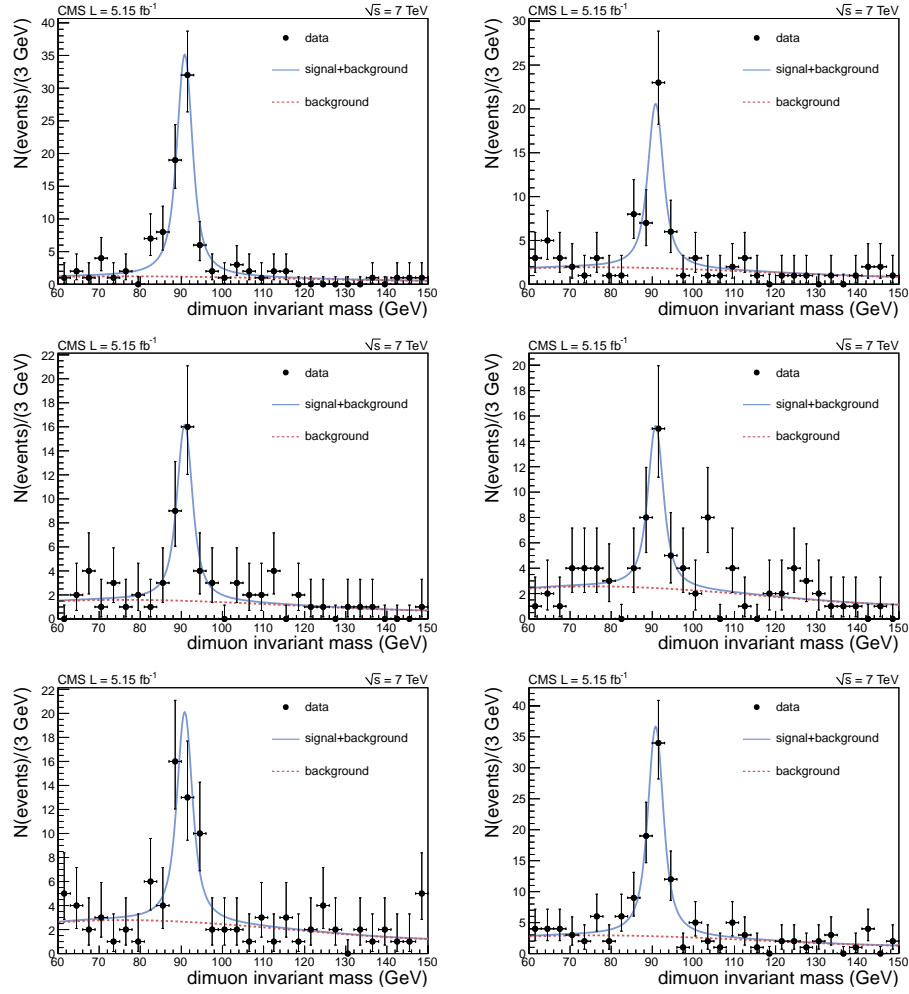 CMS L = 5.15 fb⁻¹ √s = 7 TeV
N(events)/(3 GeV)
40
35
30
25
20
15
10
5
0
data
signal+background
background
60 70 80 90 100 110 120 130 140 150
dimuon invariant mass (GeV)
CMS L = 5.15 fb⁻¹ √s = 7 TeV
N(events)/(3 GeV)
30
25
20
15
10
5
0
data
signal+background
background
60 70 80 90 100 110 120 130 140 150
dimuon invariant mass (GeV)
CMS L = 5.15 fb⁻¹ √s = 7 TeV
N(events)/(3 GeV)
22
20
18
16
14
12
10
8
6
4
2
0
data
signal+background
background
60 70 80 90 100 110 120 130 140 150
dimuon invariant mass (GeV)
CMS L = 5.15 fb⁻¹ √s = 7 TeV
N(events)/(3 GeV)
20
18
16
14
12
10
8
6
4
2
0
data
signal+background
background
60 70 80 90 100 110 120 130 140 150
dimuon invariant mass (GeV)
CMS L = 5.15 fb⁻¹ √s = 7 TeV
N(events)/(3 GeV)
22
20
18
16
14
12
10
8
6
4
2
0
data
signal+background
background
60 70 80 90 100 110 120 130 140 150
dimuon invariant mass (GeV)
CMS L = 5.15 fb⁻¹ √s = 7 TeV
N(events)/(3 GeV)
40
35
30
25
20
15
10
5
0
data
signal+background
background
60 70 80 90 100 110 120 130 140 150
dimuon invariant mass (GeV)